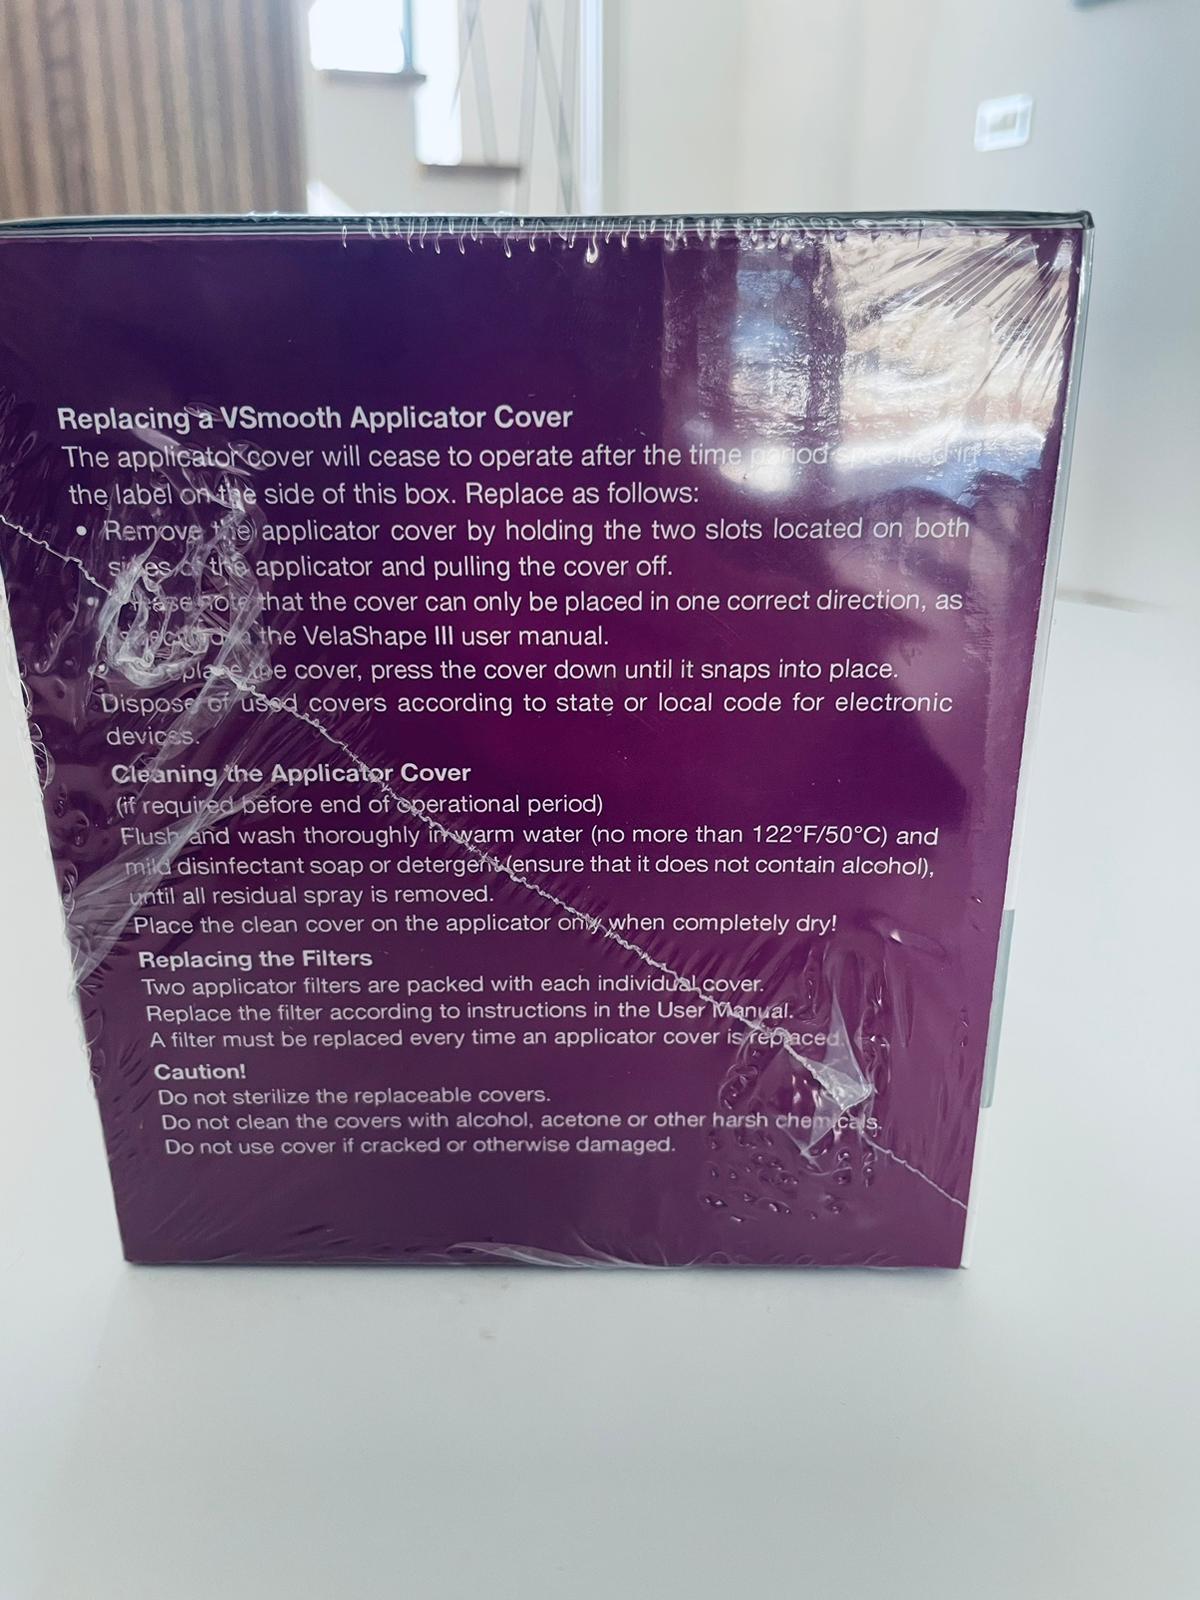 Replacing a VSmooth Applicator Cover
The applicator cover will cease to operate after the time period specified in
the label on the side of this box. Replace as follows:
• Remove the applicator cover by holding the two slots located on both
sides of the applicator and pulling the cover off.
• Please note that the cover can only be placed in one correct direction, as
the VelaShape III user manual.
• replace the cover, press the cover down until it snaps into place.
Dispose of used covers according to state or local code for electronic
devices.
Cleaning the Applicator Cover
(if required before end of operational period)
Flush and wash thoroughly in warm water (no more than 122°F/50°C) and
mild disinfectant soap or detergent (ensure that it does not contain alcohol),
until all residual spray is removed.
Place the clean cover on the applicator only when completely dry!
Replacing the Filters
Two applicator filters are packed with each individual cover.
Replace the filter according to instructions in the User Manual.
A filter must be replaced every time an applicator cover is replaced.
Caution!
Do not sterilize the replaceable covers.
Do not clean the covers with alcohol, acetone or other harsh chemicals.
Do not use cover if cracked or otherwise damaged.